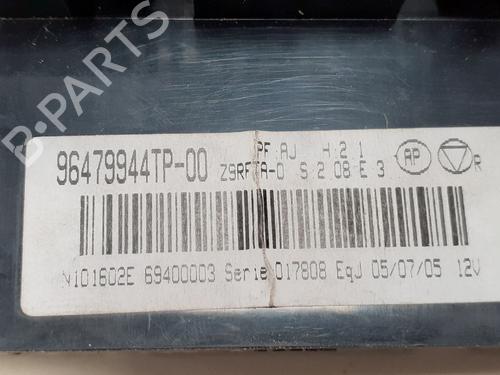 B-PARTS
PF.AJ H.2 1
96479944TP-00 Z9RFTA-0 S.2 08 E 3 AP R
N101602E 69400003 Serie 017808 EqJ 05/07/05 12V